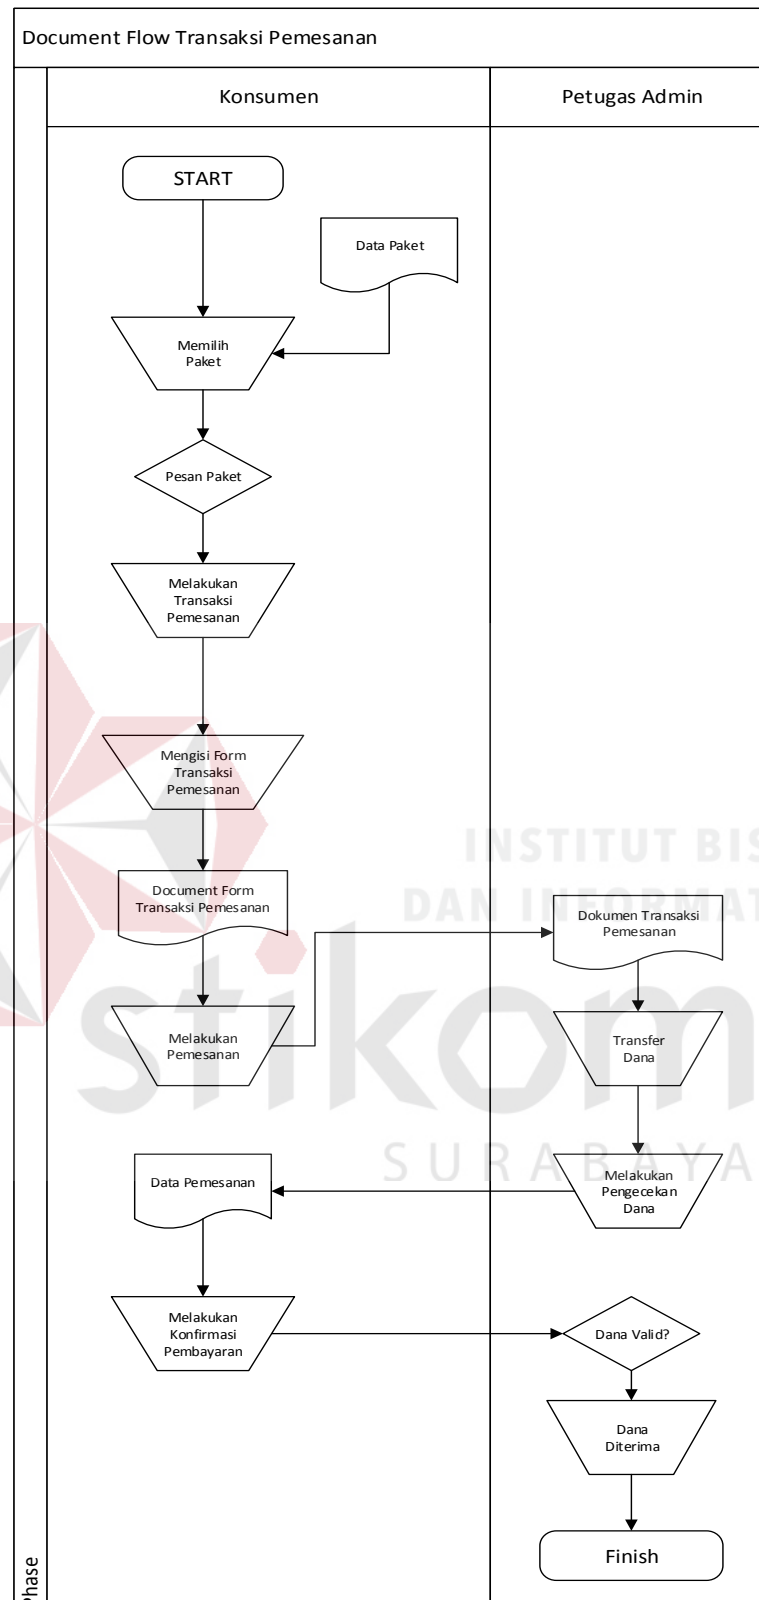 Document Flow Transaksi Pemesanan
Konsumen
Petugas Admin
START
Data Paket
Memilih
Paket
Pesan Paket
Melakukan
Transaksi
Pemesanan
Mengisi Form
Transaksi
Pemesanan
INSTITUT BIS
DAN INFORMAT
Document Form
Transaksi Pemesanan
Dokumen Transaksi
Pemesanan
stikom
Melakukan
Pemesanan
Transfer
Dana
SURABAYA
Data Pemesanan
Melakukan
Pengecekan
Dana
Melakukan
Konfirmasi
Pembayaran
Dana Valid?
Dana
Diterima
Finish
Phase